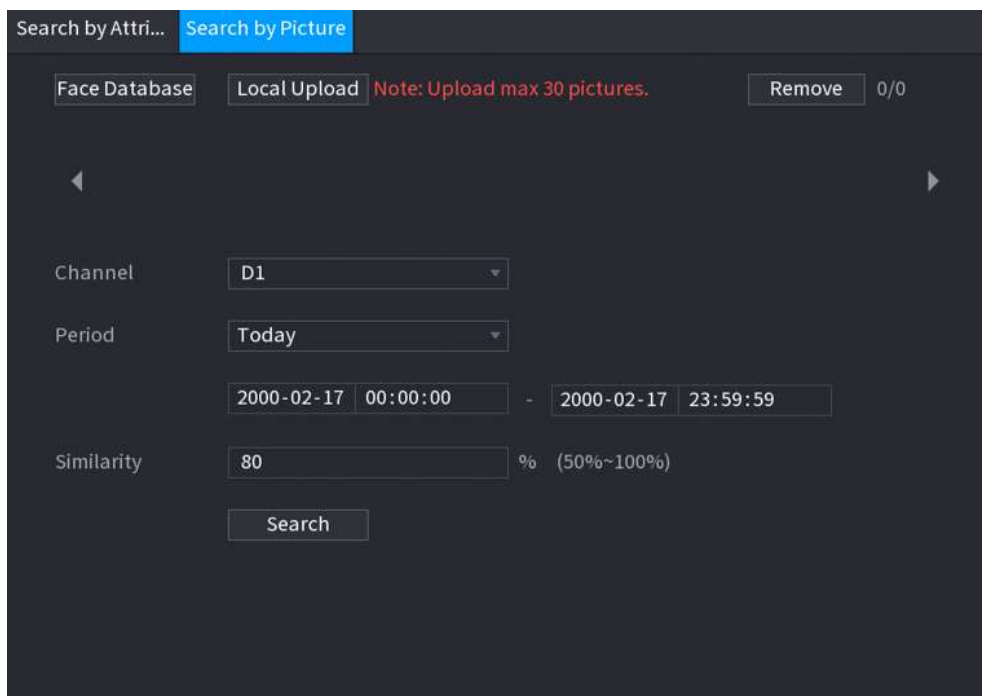 Search by Attri... Search by Picture
Face Database Local Upload Note: Upload max 30 pictures. Remove 0/0
Channel D1
Period Today
2000-02-17 00:00:00 - 2000-02-17 23:59:59
Similarity 80 % (50%~100%)
Search